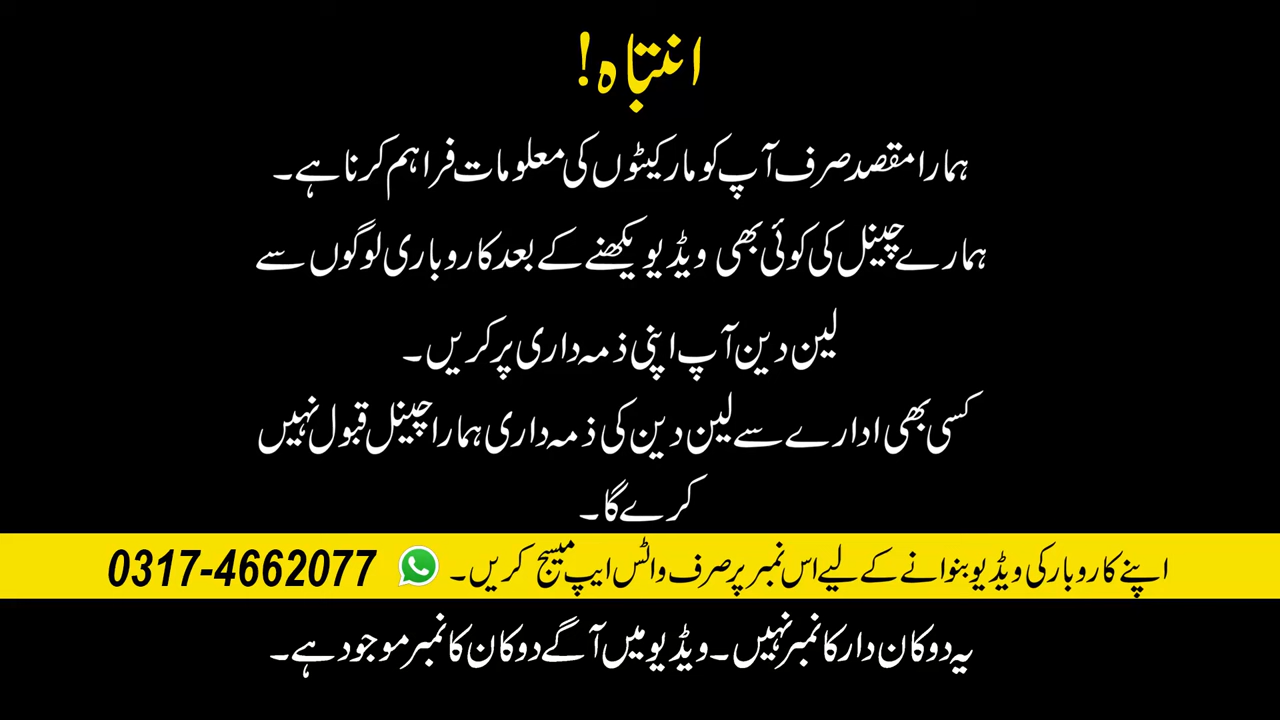 انتباہ!
ہمارا مقصد صرف آپ کو مارکیٹوں کی معلومات فراہم کرنا ہے۔
ہمارے چینل کی کوئی بھی ویڈیو یکھنے کے بعد کاروباری لوگوں سے
لین دین آپ اپنی ذمہ داری پر کریں۔
کسی بھی ادارے سے لین دین کی ذمہ داری ہمارا چینل قبول نہیں
کرے گا۔
اپنے کاروبار کی ویڈیو بنوانے کے لیے اس نمبر پر صرف واٹس ایپ میسج کریں۔ 0317-4662077
یہ دوکان دار کا نمبر نہیں۔ ویڈیو میں آگے دوکان کا نمبر موجود ہے۔